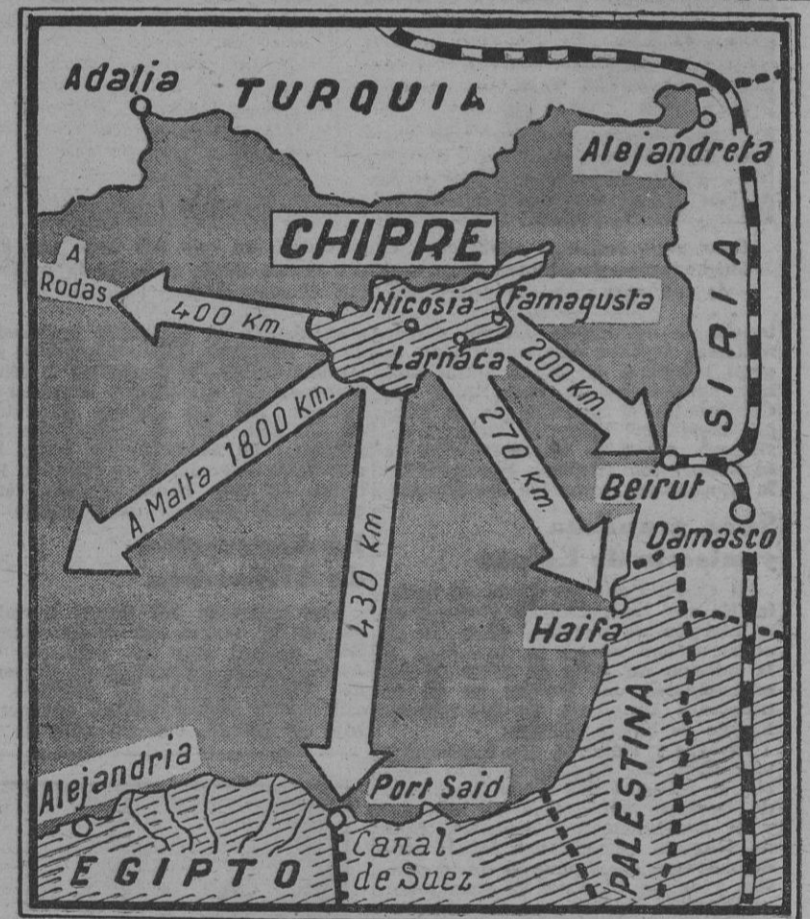 Adalia
TURQUIA
Alejandreta
CHIPRE
A
Rodas
400 Km.
Nicosia
Famagusta
Larnaca
200 Km.
SIRIA
A Malta 1800 Km.
270 Km.
430 km
Beirut
Damasco
Haifa
PALESTINA
Alejandria
Port Said
EGIPTO
Canal
de Suez